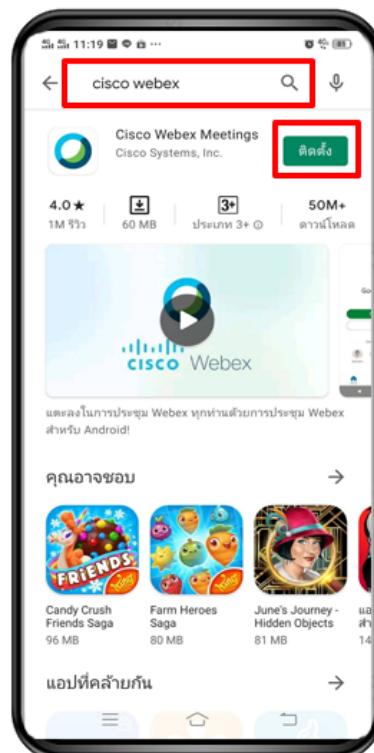 4G 4G 11:19
cisco webex
Cisco Webex Meetings
Cisco Systems, Inc.
ติดตั้ง
4.0★
3+
50M+
1M รีวิว
60 MB
ประเภท 3+
ดาวน์โหลด
CISCO Webex
แตะลงในการประชุม Webex ทุกท่านด้วยการประชุม Webex
สำหรับ Android!
คุณอาจชอบ
FRIENDS
King
King
Candy Crush
Friends Saga
96 MB
Farm Heroes
Saga
80 MB
June's Journey -
Hidden Objects
81 MB
14
แอปที่คล้ายกัน